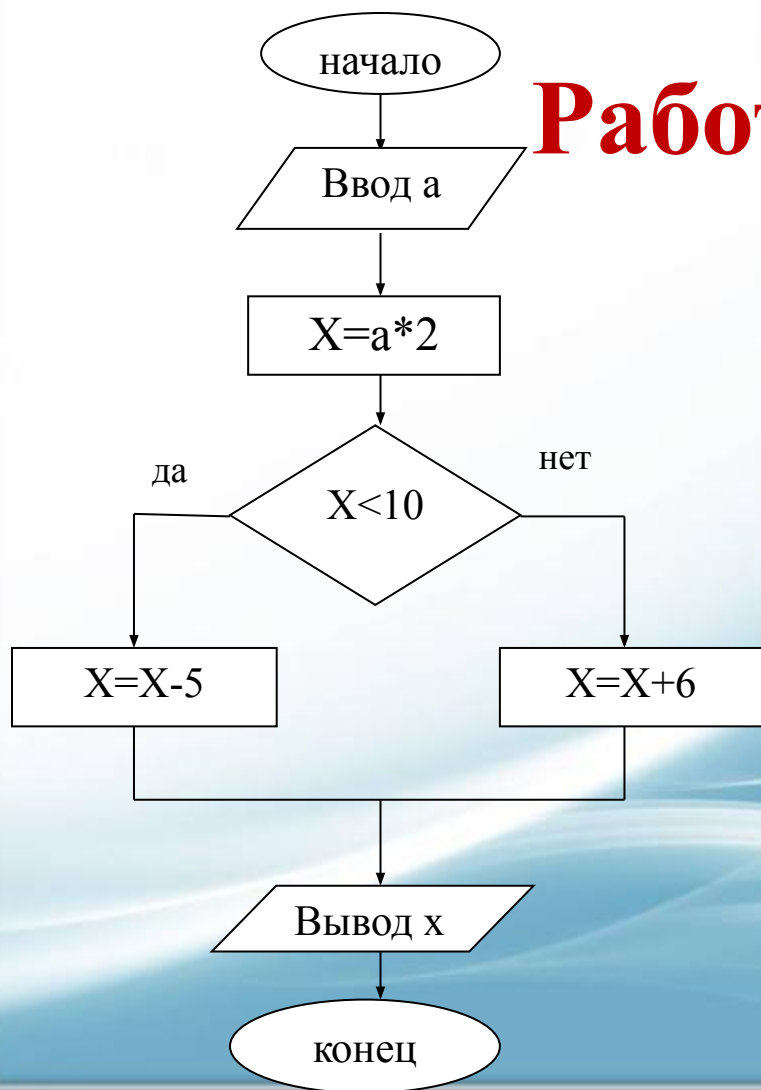 начало
Рабо
Ввод а
X=a*2
да
нет
X<10
X=X-5
X=X+6
Вывод х
конец